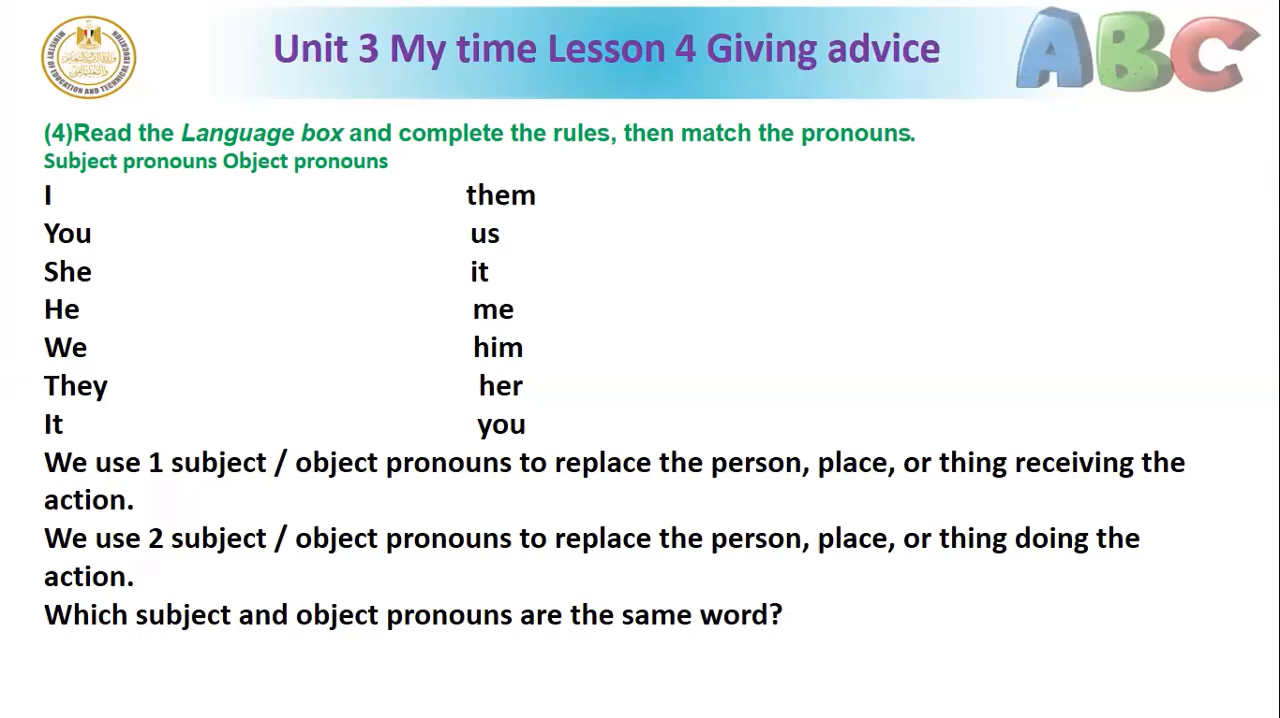 Unit 3 My time Lesson 4 Giving advice
ABC
(4)Read the Language box and complete the rules, then match the pronouns.
Subject pronouns Object pronouns
I them
You us
She it
He me
We him
They her
It you
We use 1 subject / object pronouns to replace the person, place, or thing receiving the
action.
We use 2 subject / object pronouns to replace the person, place, or thing doing the
action.
Which subject and object pronouns are the same word?